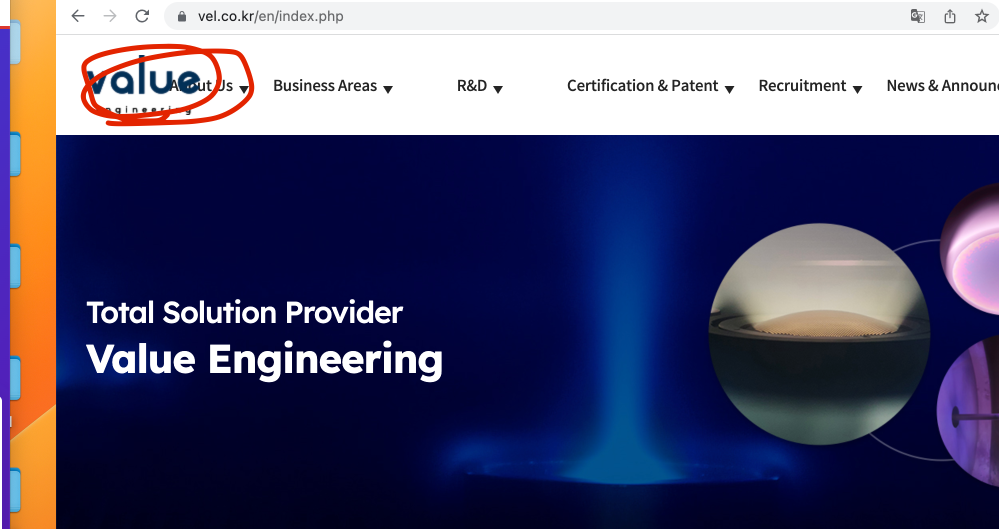 vel.co.kr/en/index.php
value
engineering
About Us
Business Areas
R&D
Certification & Patent
Recruitment
News & Announ
Total Solution Provider
Value Engineering